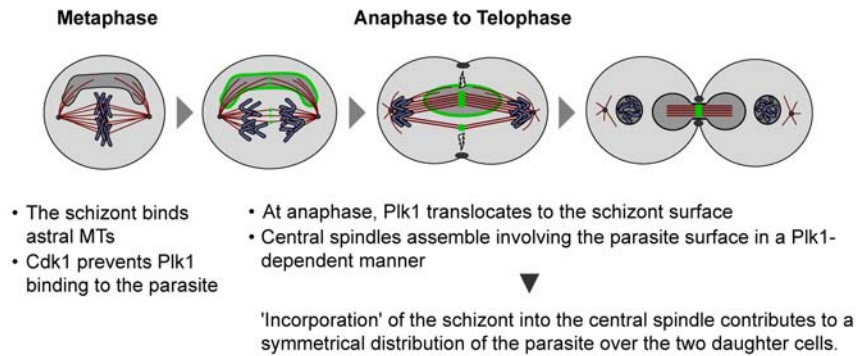 Metaphase
Anaphase to Telophase
• The schizont binds
astral MTs
• Cdk1 prevents Plk1
binding to the parasite
• At anaphase, Plk1 translocates to the schizont surface
• Central spindles assemble involving the parasite surface in a Plk1-
dependent manner
'Incorporation' of the schizont into the central spindle contributes to a
symmetrical distribution of the parasite over the two daughter cells.